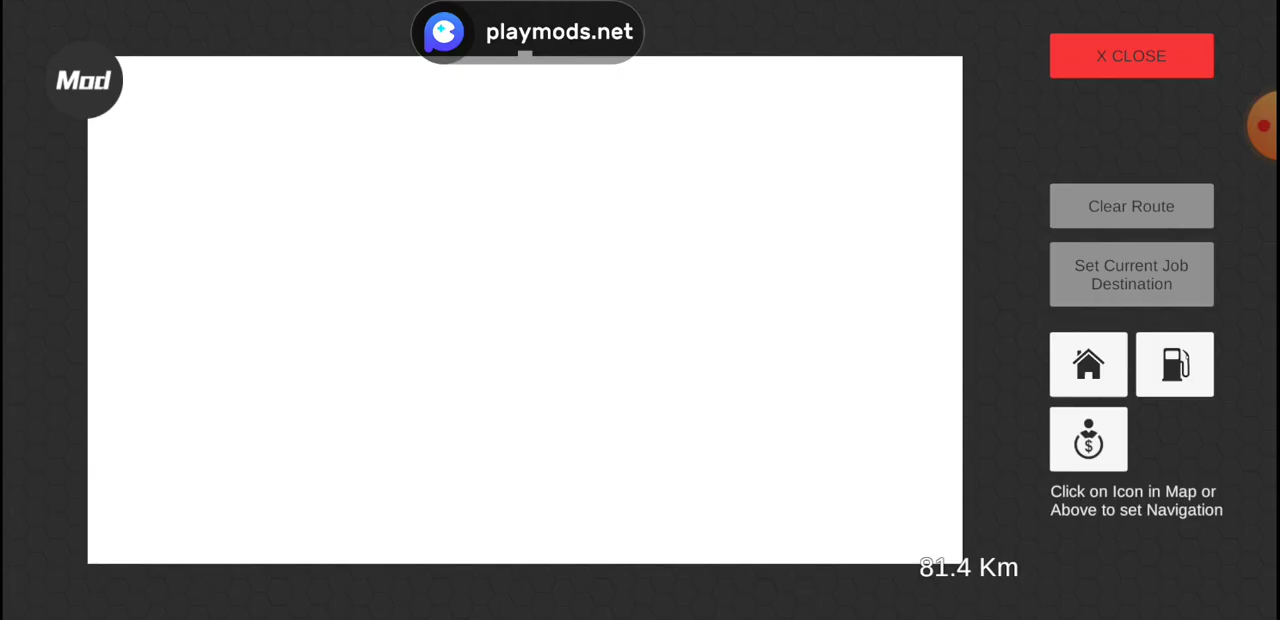 playmods.net
Mod
X CLOSE
Clear Route
Set Current Job
Destination
$
Click on Icon in Map or
Above to set Navigation
81.4 Km